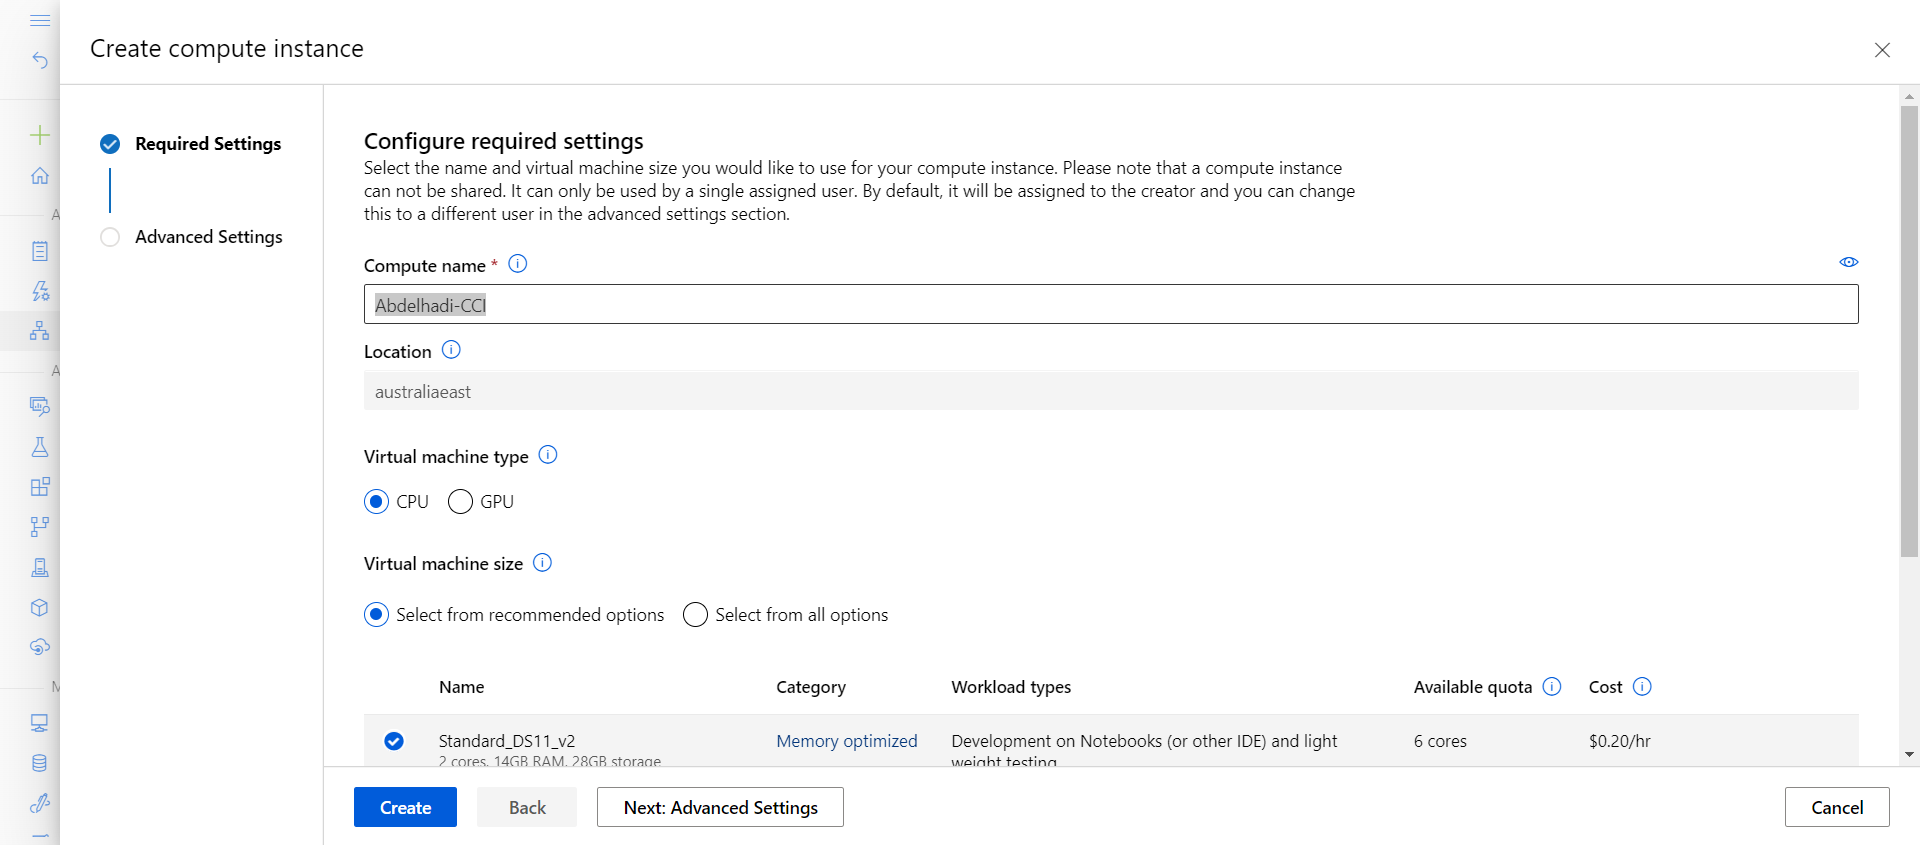 Create compute instance
Required Settings
Advanced Settings
Configure required settings
Select the name and virtual machine size you would like to use for your compute instance. Please note that a compute instance
can not be shared. It can only be used by a single assigned user. By default, it will be assigned to the creator and you can change
this to a different user in the advanced settings section.
Compute name *
Abdelhadi-CCI
Location
australiaeast
Virtual machine type
CPU GPU
Virtual machine size
Select from recommended options Select from all options
Name Category Workload types Available quota Cost
Standard_DS11_v2 Memory optimized Development on Notebooks (or other IDE) and light 6 cores $0.20/hr
2 cores, 14GB RAM, 28GB storage weight testing
Create Back Next: Advanced Settings Cancel
A
A
M